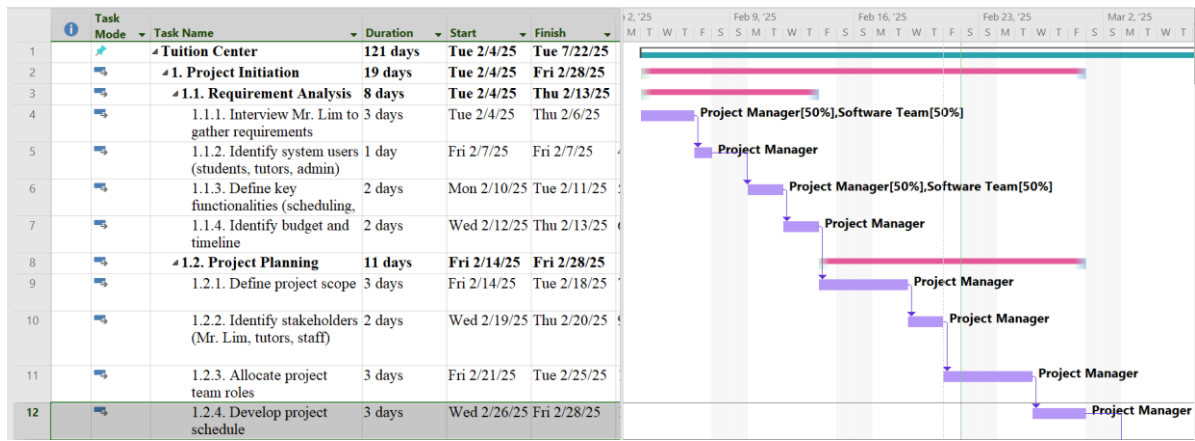 Task Mode Task Name Duration Start Finish
2, '25 Feb 9, '25 Feb 16, '25 Feb 23, '25 Mar 2, '25
M T W T F S S M T W T F S S M T W T F S S M T W T F S S M T W T
1 Tuition Center 121 days Tue 2/4/25 Tue 7/22/25
2 1. Project Initiation 19 days Tue 2/4/25 Fri 2/28/25
3 1.1. Requirement Analysis 8 days Tue 2/4/25 Thu 2/13/25
4 1.1.1. Interview Mr. Lim to 3 days Tue 2/4/25 Thu 2/6/25 Project Manager[50%],Software Team[50%]
gather requirements
5 1.1.2. Identify system users 1 day Fri 2/7/25 Fri 2/7/25 Project Manager
(students, tutors, admin)
6 1.1.3. Define key 2 days Mon 2/10/25 Tue 2/11/25 Project Manager[50%],Software Team[50%]
functionalities (scheduling,
7 1.1.4. Identify budget and 2 days Wed 2/12/25 Thu 2/13/25 Project Manager
timeline
8 1.2. Project Planning 11 days Fri 2/14/25 Fri 2/28/25
9 1.2.1. Define project scope 3 days Fri 2/14/25 Tue 2/18/25 Project Manager
10 1.2.2. Identify stakeholders 2 days Wed 2/19/25 Thu 2/20/25 Project Manager
(Mr. Lim, tutors, staff)
11 1.2.3. Allocate project 3 days Fri 2/21/25 Tue 2/25/25 Project Manager
team roles
12 1.2.4. Develop project 3 days Wed 2/26/25 Fri 2/28/25 Project Manager
schedule